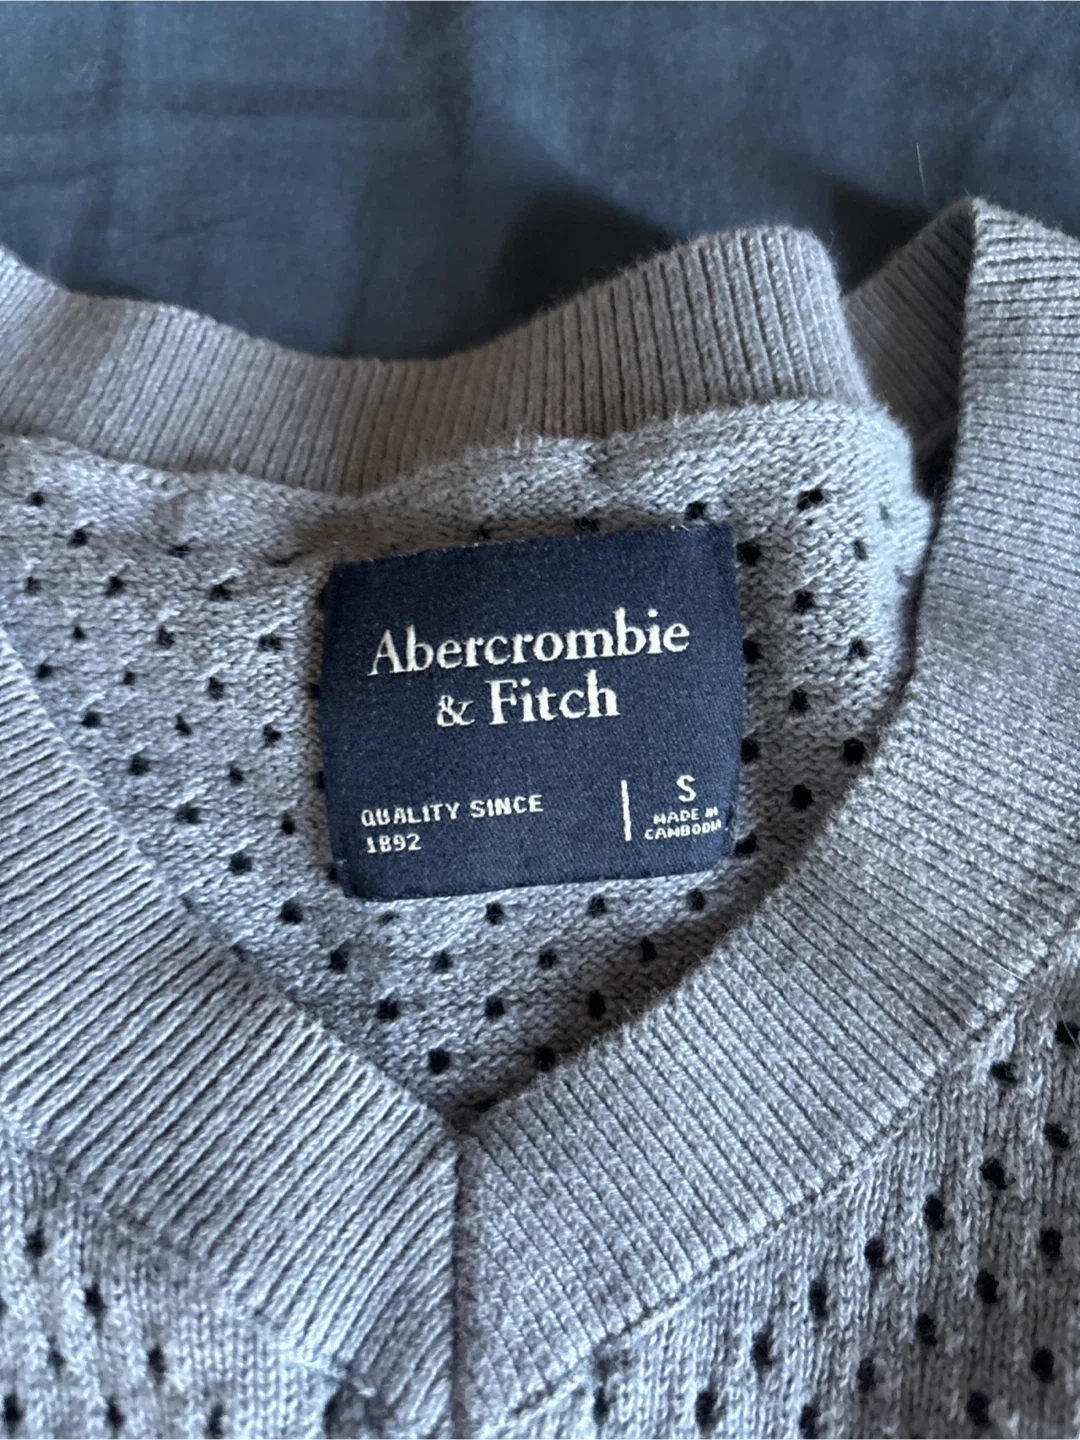 Abercrombie
& Fitch
QUALITY SINCE
1892
S
MADE IN
CAMBODIA